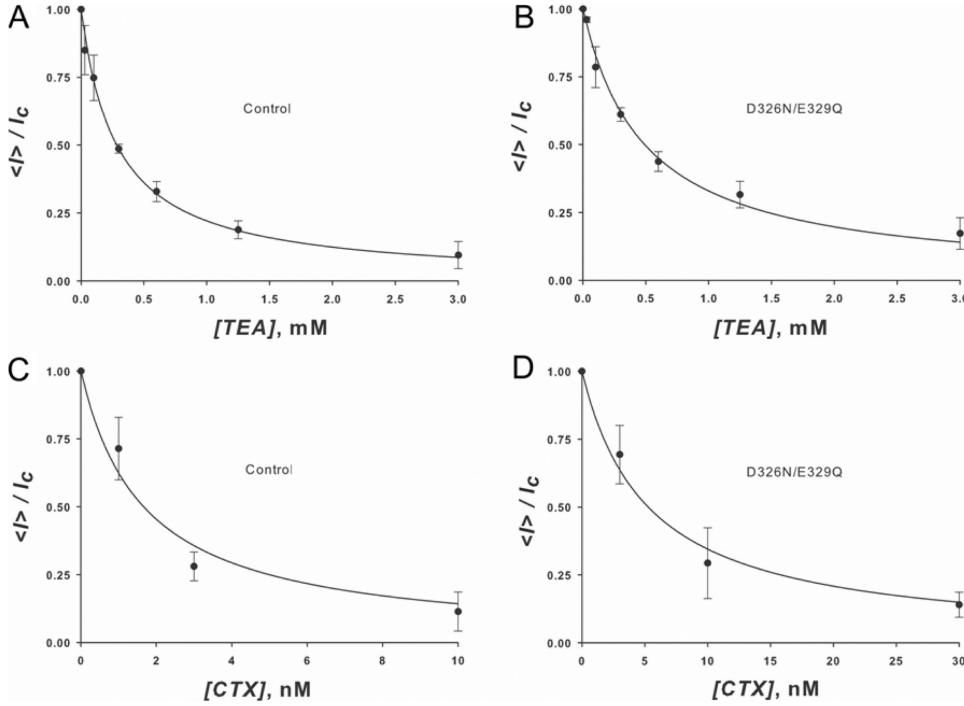 A
1.00
0.75
0.50
0.25
0.00
<I> / Ic
Control
0.0 0.5 1.0 1.5 2.0 2.5 3.0
[TEA], mM
B
1.00
0.75
0.50
0.25
0.00
<I> / Ic
D326N/E329Q
0.0 0.5 1.0 1.5 2.0 2.5 3.0
[TEA], mM
C
1.00
0.75
0.50
0.25
0.00
<I> / Ic
Control
0 2 4 6 8 10
[CTX], nM
D
1.00
0.75
0.50
0.25
0.00
<I> / Ic
D326N/E329Q
0 5 10 15 20 25 30
[CTX], nM